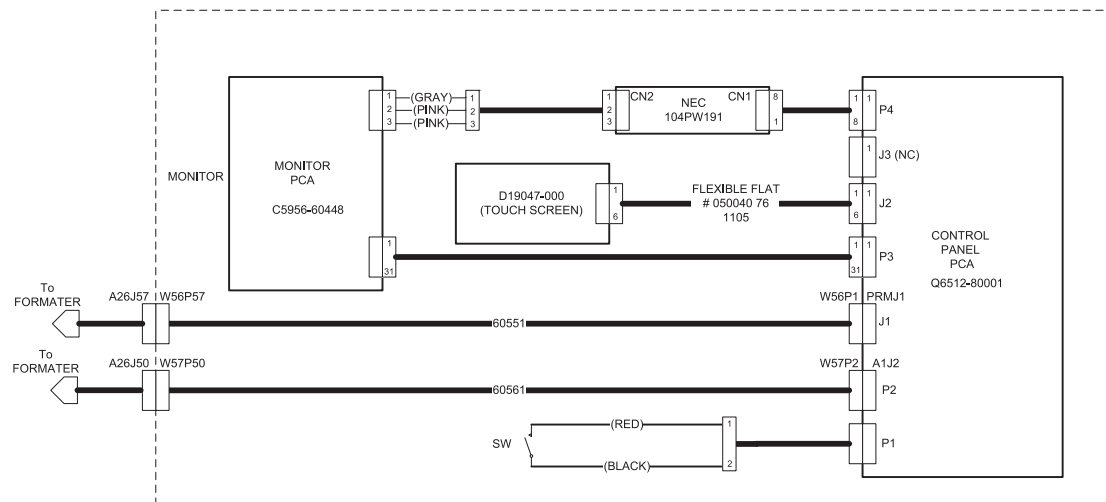 1
2
3
(GRAY)
(PINK)
(PINK)
1
2
3
1
2
3
CN2
NEC
104PW191
CN1
8
1
1
8
1
P4
1
J3 (NC)
MONITOR
MONITOR
PCA
C5956-60448
D19047-000
(TOUCH SCREEN)
1
6
FLEXIBLE FLAT
# 050040 76
1105
1
6
1
J2
1
31
1
31
1
P3
CONTROL
PANEL
PCA
Q6512-80001
To
FORMATER
A26J57
W56P57
60551
W56P1
PRMJ1
J1
To
FORMATER
A26J50
W57P50
60561
W57P2
A1J2
P2
SW
(RED)
(BLACK)
1
2
P1